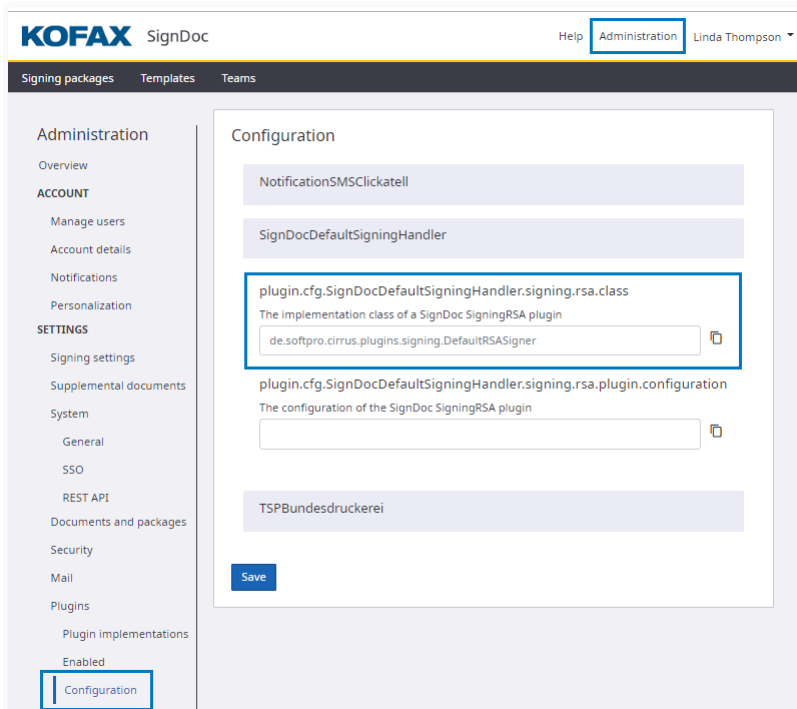 KOFAX SignDoc
Help Administration Linda Thompson
Signing packages Templates Teams
Administration
Overview
ACCOUNT
Manage users
Account details
Notifications
Personalization
SETTINGS
Signing settings
Supplemental documents
System
General
SSO
REST API
Documents and packages
Security
Mail
Plugins
Plugin implementations
Enabled
Configuration
Configuration
NotificationSMSClickatell
SignDocDefaultSigningHandler
plugin.cfg.SignDocDefaultSigningHandler.signing.rsa.class
The implementation class of a SignDoc SigningRSA plugin
de.softpro.cirrus.plugins.signing.DefaultRSASigner
plugin.cfg.SignDocDefaultSigningHandler.signing.rsa.plugin.configuration
The configuration of the SignDoc SigningRSA plugin
TSPBundesdruckerei
Save